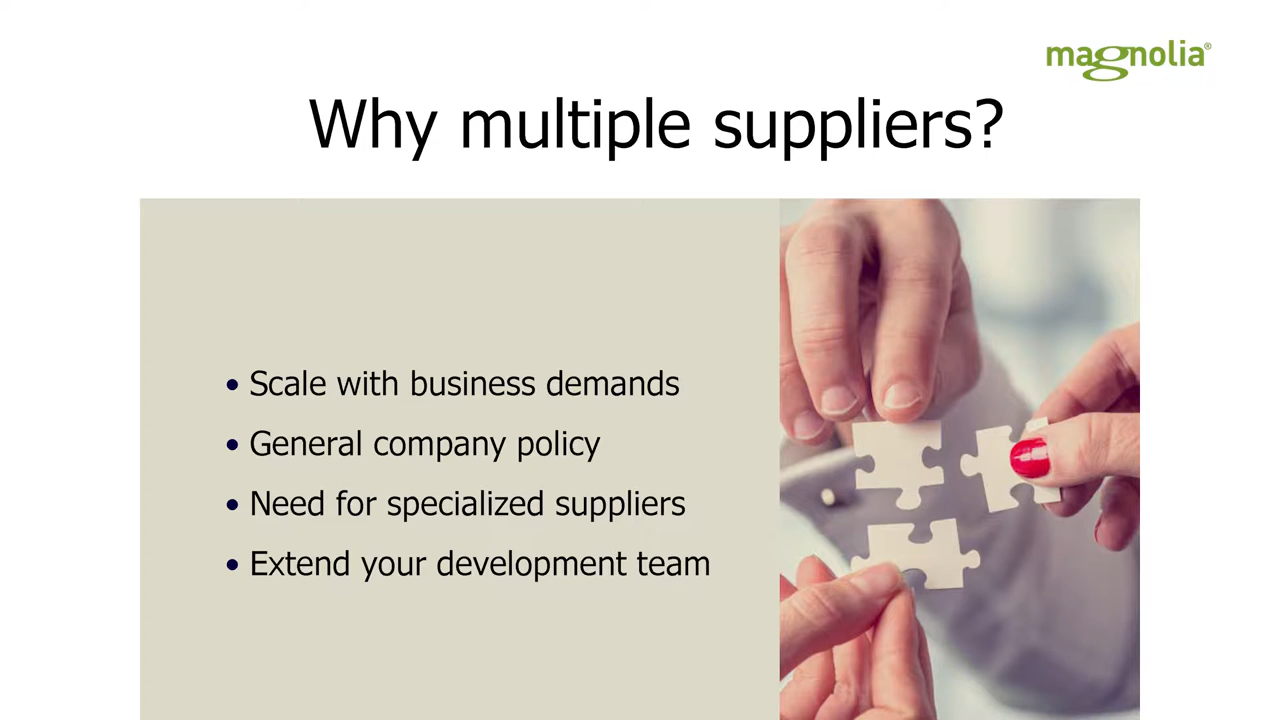 magnolia®
Why multiple suppliers?
• Scale with business demands
• General company policy
• Need for specialized suppliers
• Extend your development team